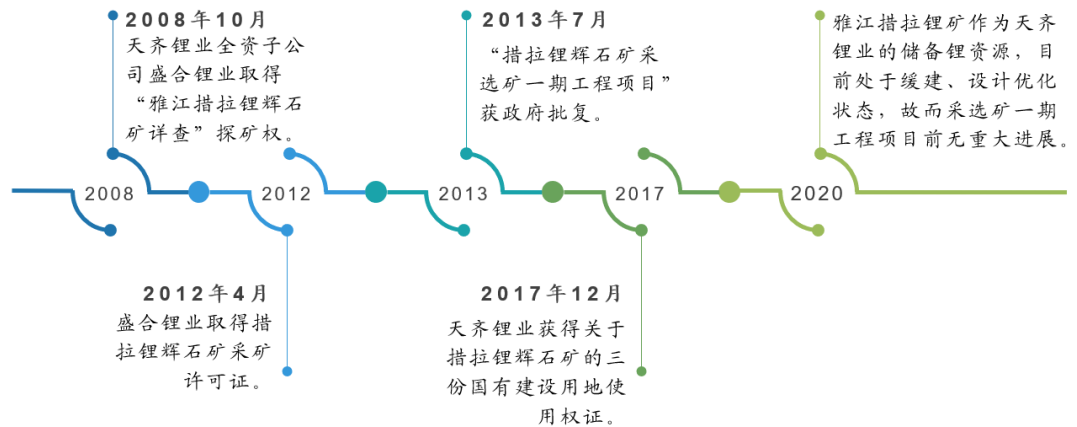 2008年10月
天齐锂业全资子公
司盛合锂业取得
“雅江措拉锂辉石
矿详查”探矿权。
2013年7月
“措拉锂辉石矿采
选矿一期工程项目”
获政府批复。
雅江措拉锂矿作为天齐
锂业的储备锂资源，目
前处于缓建、设计优化
状态，故而采选矿一期
工程项目前无重大进展。
2008
2012
2013
2017
2020
2012年4月
盛合锂业取得措
拉锂辉石矿采矿
许可证。
2017年12月
天齐锂业获得关于
措拉锂辉石矿的三
份国有建设用地使
用权证。